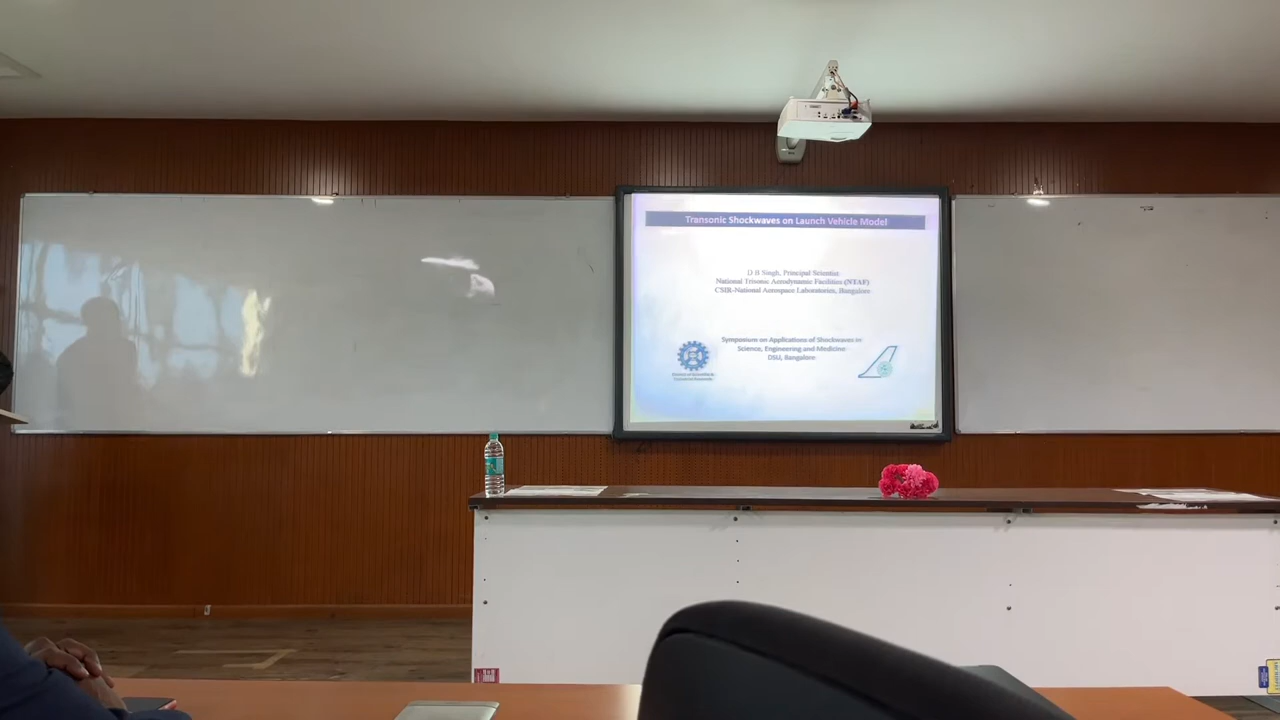 Transonic Shockwaves on Launch Vehicle Model
D B Singh, Principal Scientist
National Trisonic Aerodynamic Facilities (NTAF)
CSIR-National Aerospace Laboratories, Bangalore
Symposium on Applications of Shockwaves in
Science, Engineering and Medicine
DSU, Bangalore